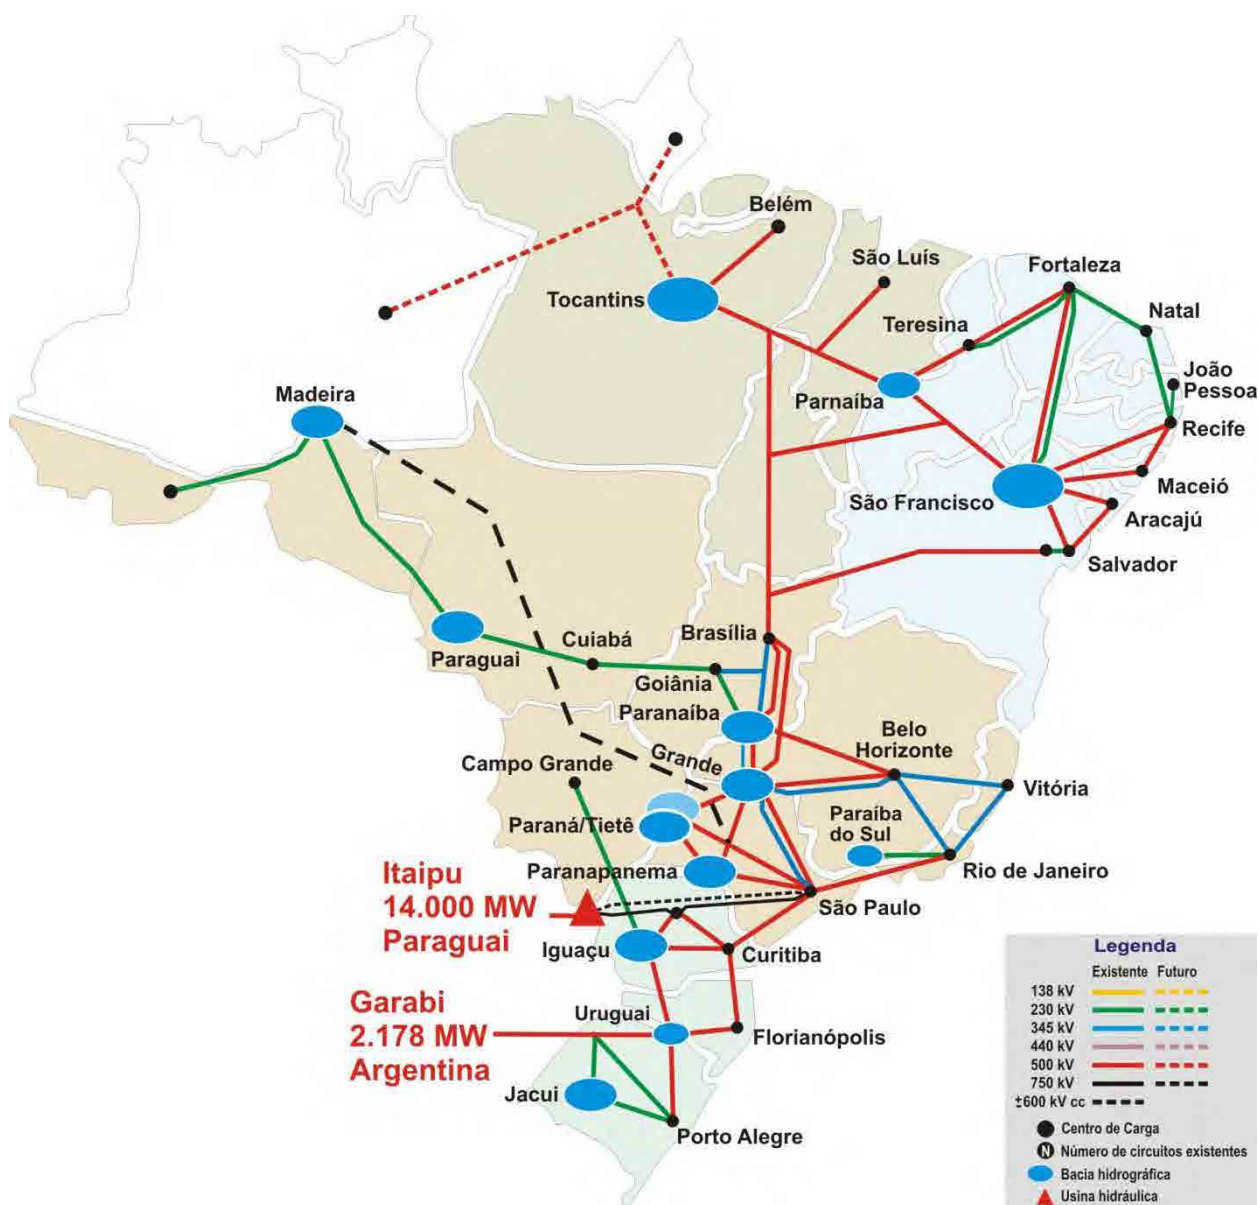 Belém
São Luís
Fortaleza
Tocantins
Teresina
Natal
João
Pessoa
Madeira
Parnaíba
Recife
São Francisco
Maceió
Aracajú
Salvador
Brasília
Cuiabá
Paraguai
Goiânia
Paranaíba
Belo
Horizonte
Grande
Campo Grande
Vitória
Paraíba
do Sul
Paraná/Tietê
Paranapanema
Rio de Janeiro
Itaipu
14.000 MW
Paraguai
São Paulo
Iguaçu
Curitiba
Garabi
2.178 MW
Argentina
Uruguai
Florianópolis
Jacui
Porto Alegre
Legenda
Existente Futuro
138 kV
230 kV
345 kV
440 kV
500 kV
750 kV
±600 kV cc
Centro de Carga
N Número de circuitos existentes
Bacia hidrográfica
Usina hidráulica